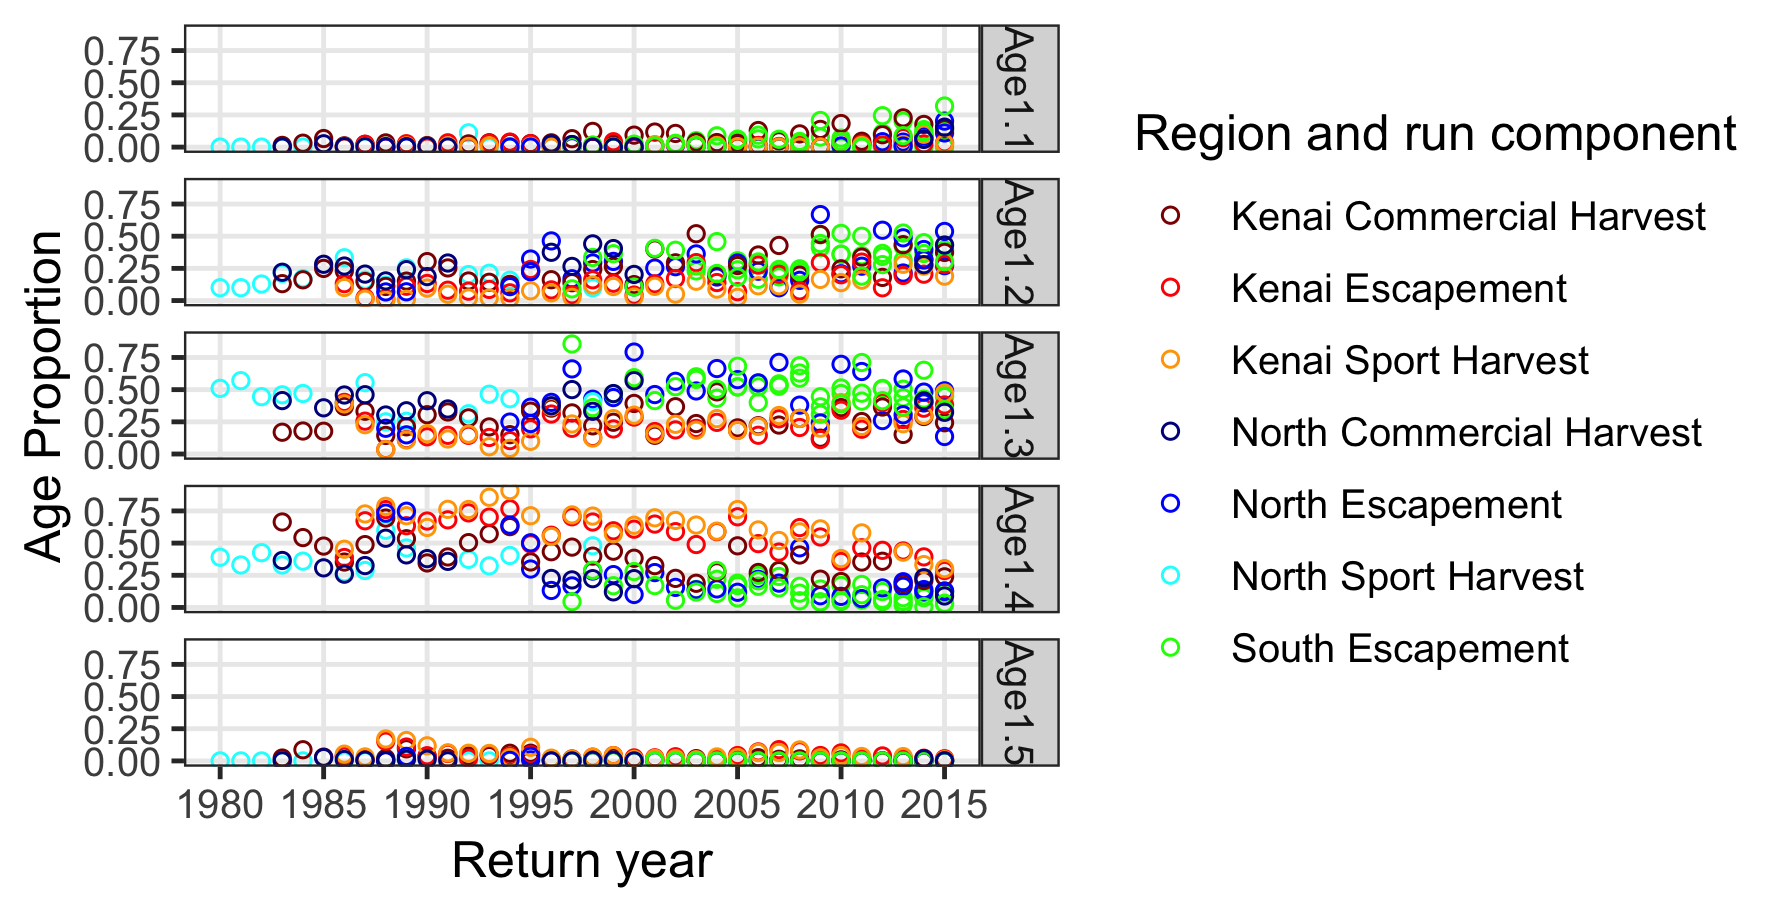 0.75
0.50
0.25
0.00
Age1.1
0.75
0.50
0.25
0.00
Age1.2
0.75
0.50
0.25
0.00
Age1.3
0.75
0.50
0.25
0.00
Age1.4
0.75
0.50
0.25
0.00
Age1.5
Age Proportion
1980 1985 1990 1995 2000 2005 2010 2015
Return year
Region and run component
Kenai Commercial Harvest
Kenai Escapement
Kenai Sport Harvest
North Commercial Harvest
North Escapement
North Sport Harvest
South Escapement